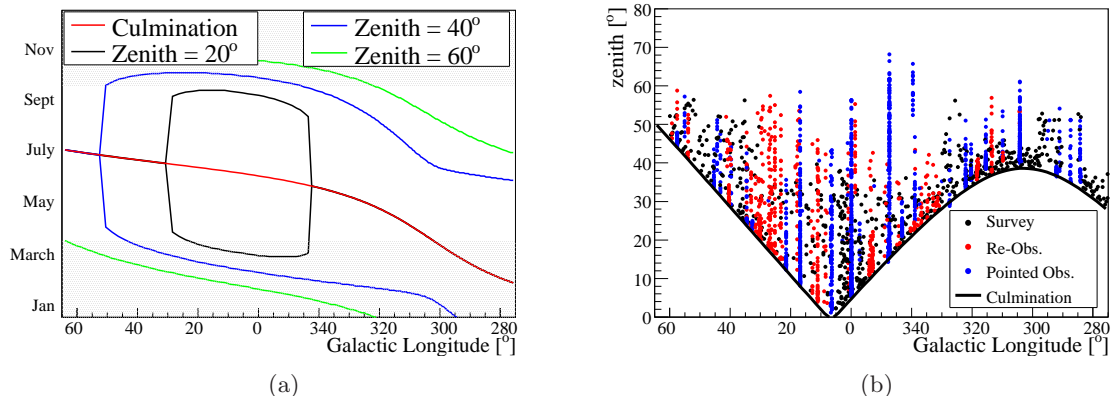 Culmination
Zenith = 20°
Zenith = 40°
Zenith = 60°
Nov
Sept
July
May
March
Jan
60 40 20 0 340 320 300 280
Galactic Longitude [°]
(a)
zenith [°]
80
70
60
50
40
30
20
10
0
Survey
Re-Obs.
Pointed Obs.
Culmination
60 40 20 0 340 320 300 280
Galactic Longitude [°]
(b)